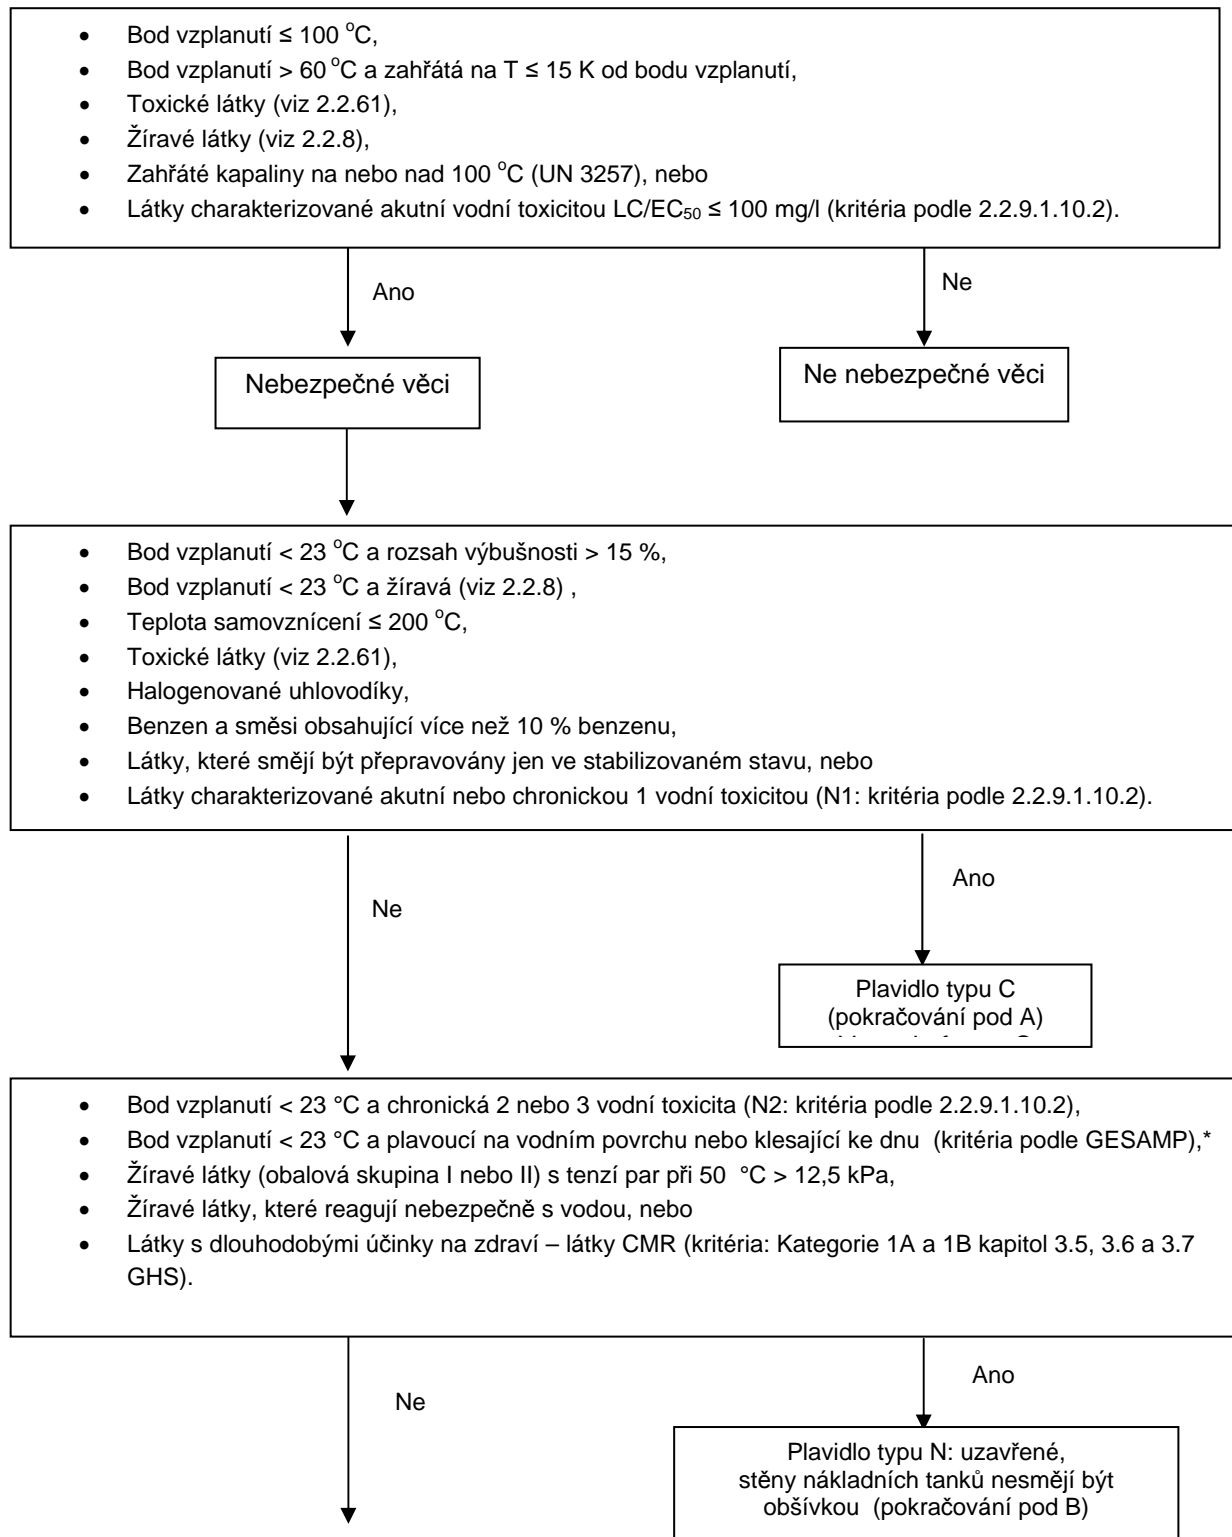 • Bod vzplanutí ≤ 100 °C,
• Bod vzplanutí > 60 °C a zahřátá na T ≤ 15 K od bodu vzplanutí,
• Toxické látky (viz 2.2.61),
• Žíravé látky (viz 2.2.8),
• Zahřáté kapaliny na nebo nad 100 °C (UN 3257), nebo
• Látky charakterizované akutní vodní toxicitou LC/EC₅₀ ≤ 100 mg/l (kritéria podle 2.2.9.1.10.2).
Ano
Ne
Nebezpečné věci
Ne nebezpečné věci
• Bod vzplanutí < 23 °C a rozsah výbušnosti > 15 %,
• Bod vzplanutí < 23 °C a žíravá (viz 2.2.8) ,
• Teplota samovznícení ≤ 200 °C,
• Toxické látky (viz 2.2.61),
• Halogenované uhlovodíky,
• Benzen a směsi obsahující více než 10 % benzenu,
• Látky, které smějí být přepravovány jen ve stabilizovaném stavu, nebo
• Látky charakterizované akutní nebo chronickou 1 vodní toxicitou (N1: kritéria podle 2.2.9.1.10.2).
Ano
Ne
Plavidlo typu C
(pokračování pod A)
• Bod vzplanutí < 23 °C a chronická 2 nebo 3 vodní toxicita (N2: kritéria podle 2.2.9.1.10.2),
• Bod vzplanutí < 23 °C a plavoucí na vodním povrchu nebo klesající ke dnu (kritéria podle GESAMP),*
• Žíravé látky (obalová skupina I nebo II) s tenzí par při 50 °C > 12,5 kPa,
• Žíravé látky, které reagují nebezpečně s vodou, nebo
• Látky s dlouhodobými účinky na zdraví – látky CMR (kritéria: Kategorie 1A a 1B kapitol 3.5, 3.6 a 3.7
GHS).
Ano
Ne
Plavidlo typu N: uzavřené,
stěny nákladních tanků nesmějí být
obšívkou (pokračování pod B)